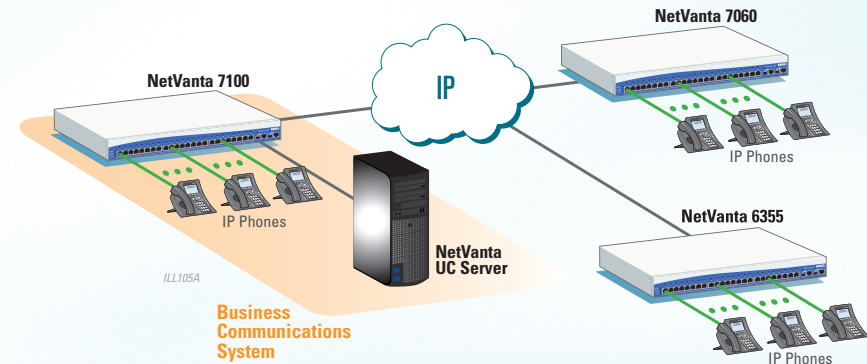 NetVanta 7060
NetVanta 7100
IP
IP Phones
IP Phones
NetVanta 6355
NetVanta
UC Server
ILL105A
Business
Communications
System
IP Phones